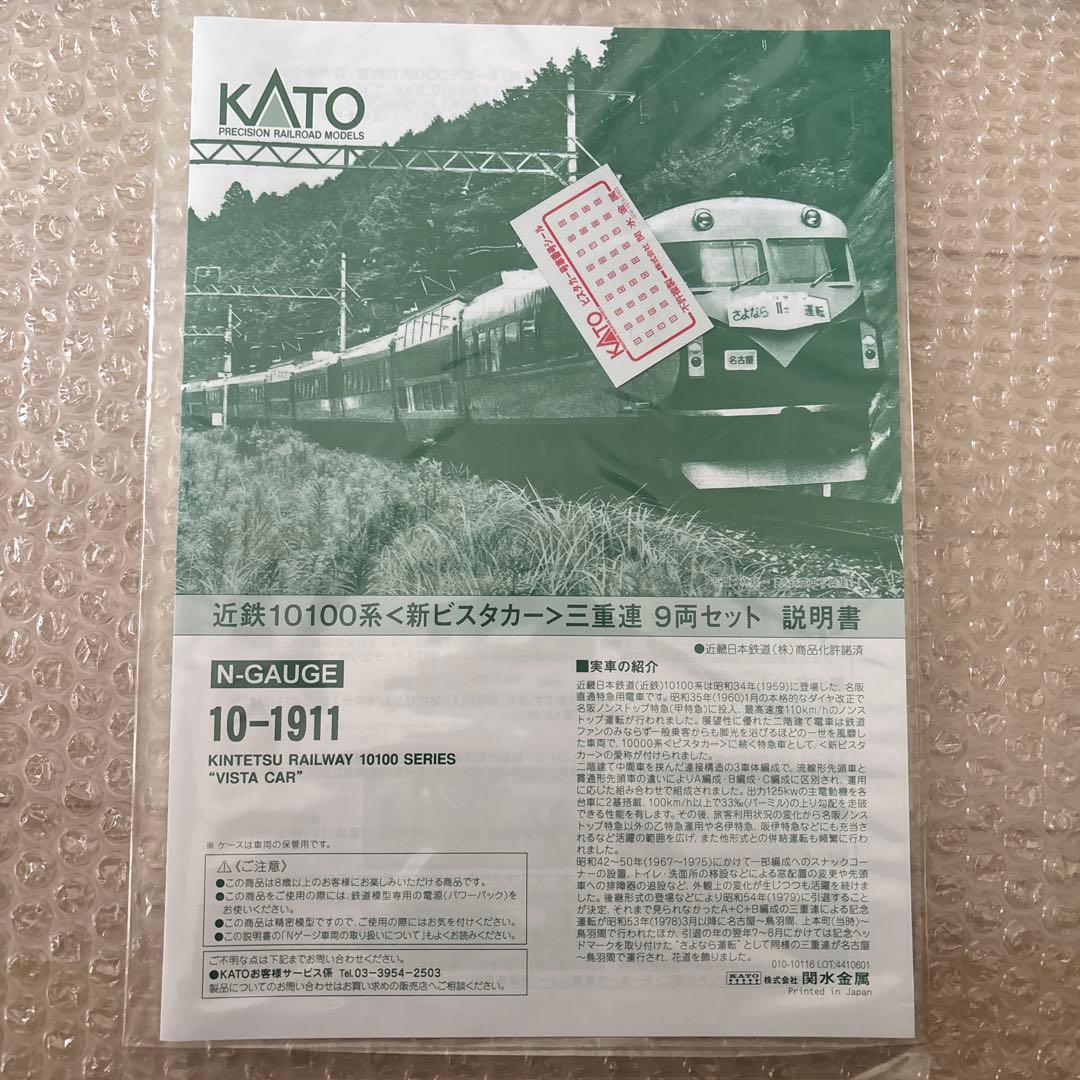 KATO
PRECISION RAILROAD MODELS
KATO ビスタカー号車番号シール
不許複製 株式会社 関水金属
さよなら II世 運転
名古屋
近鉄10100系<新ビスタカー>三重連 9両セット 説明書
●近畿日本鉄道(株)商品化許諾済
N-GAUGE
10-1911
KINTETSU RAILWAY 10100 SERIES
"VISTA CAR"
※ ケースは車両の保管用です。
⚠《ご注意》
●この商品は8歳以上のお客様にお楽しみいただける商品です。
●この商品をご使用の際には、鉄道模型専用の電源(パワーパック)を
お使いください。
●この商品は精密模型ですので、ご使用の際にはお気を付けください。
●この説明書の「Nゲージ車両の取り扱いについて」もよくお読みください。
ご不明な点は下記までお問い合わせください。
●KATOお客様サービス係 Tel.03-3954-2503
製品についてのお問い合わせはお買い求めの販売店へご相談ください。
■実車の紹介
近畿日本鉄道(近鉄)10100系は昭和34年(1959)に登場した、名阪
直通特急用電車です。昭和35年(1960)1月の本格的なダイヤ改正で
名阪ノンストップ特急(甲特急)に投入、最高速度110km/hのノンス
トップ運転が行われました。展望性に優れた二階建て電車は鉄道
ファンのみならず一般乗客からも脚光を浴びるほどの一世を風靡し
た車両で、10000系<ビスタカー>に続く特急車として、<新ビスタ
カー>の愛称が付けられました。
二階建て中間車を挟んだ連接構造の3車体編成で、流線形先頭車と
貫通形先頭車の違いによりA編成・B編成・C編成に区別され、運用
に応じた組み合わせで組成されました。出力125kwの主電動機を各
台車に2基搭載、100km/h以上で33‰(パーミル)の上り勾配を走破
できる性能を有します。その後、旅客利用状況の変化から名阪ノンス
トップ特急以外の乙特急運用や名伊特急、阪伊特急などにも充当さ
れるなど活躍の範囲を広げ、また他形式との併結運転も頻繁に行わ
れました。
昭和42〜50年(1967〜1975)にかけて一部編成へのスナックコー
ナーの設置、トイレ・洗面所の移設などによる窓配置の変更や先頭
車への排障器の追設など、外観上の変化が生じつつも活躍を続けま
した。後継形式の登場などにより昭和54年(1979)に引退すること
が決定、それまで見られなかったA+C+B編成の三重連による記念
運転が昭和53年(1978)3月以降に名古屋〜鳥羽間、上本町(当時)〜
鳥羽間で行われたほか、引退の年の翌年7〜8月にかけては記念ヘッ
ドマークを取り付けた"さよなら運転"として同様の三重連が名古屋
〜鳥羽間で運行され、花道を飾りました。
010-10116 LOT:4410601
KATO 株式会社 関水金属
Printed in Japan